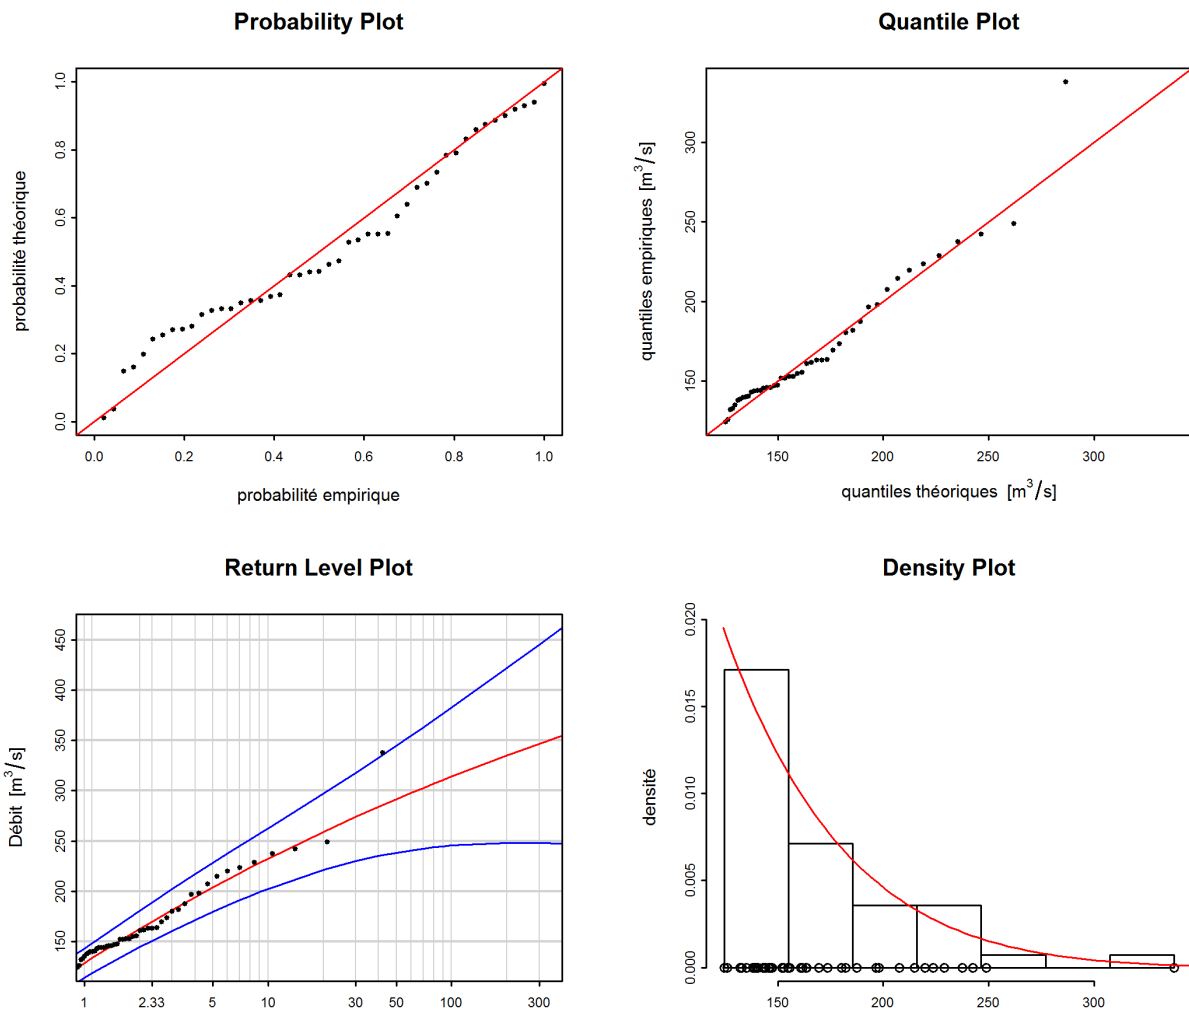 Probability Plot
probabilité théorique
0.0 0.2 0.4 0.6 0.8 1.0
0.0 0.2 0.4 0.6 0.8 1.0
probabilité empirique
Quantile Plot
quantiles empiriques [m³/s]
150 200 250 300
150 200 250 300
quantiles théoriques [m³/s]
Return Level Plot
Débit [m³/s]
150 200 250 300 350 400 450
1 2.33 5 10 30 50 100 300
Density Plot
densité
0.000 0.005 0.010 0.015 0.020
150 200 250 300